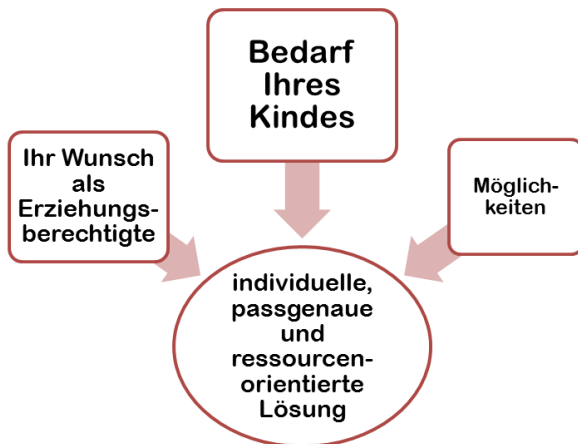 Bedarf
Ihres
Kindes
Ihr Wunsch
als
Erziehungs-
berechtigte
Möglich-
keiten
individuelle,
passgenaue
und
ressourcen-
orientierte
Lösung